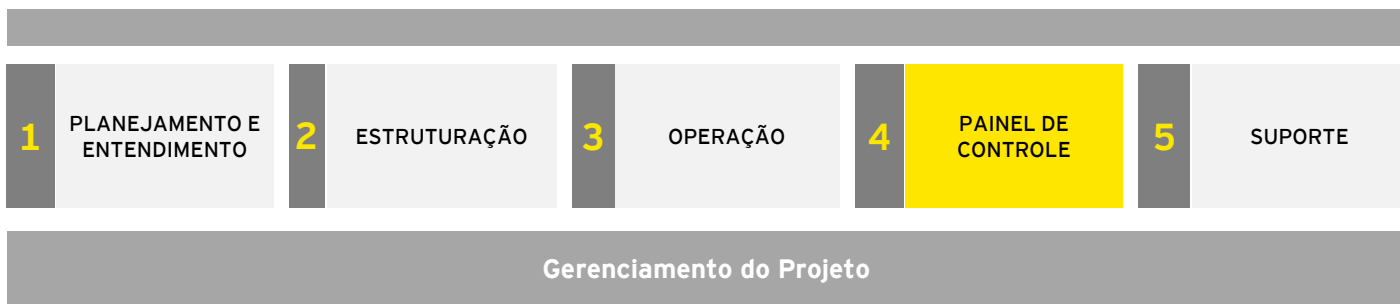 1
PLANEJAMENTO E
ENTENDIMENTO
2
ESTRUTURAÇÃO
3
OPERAÇÃO
4
PAINEL DE
CONTROLE
5
SUPORTE
Gerenciamento do Projeto